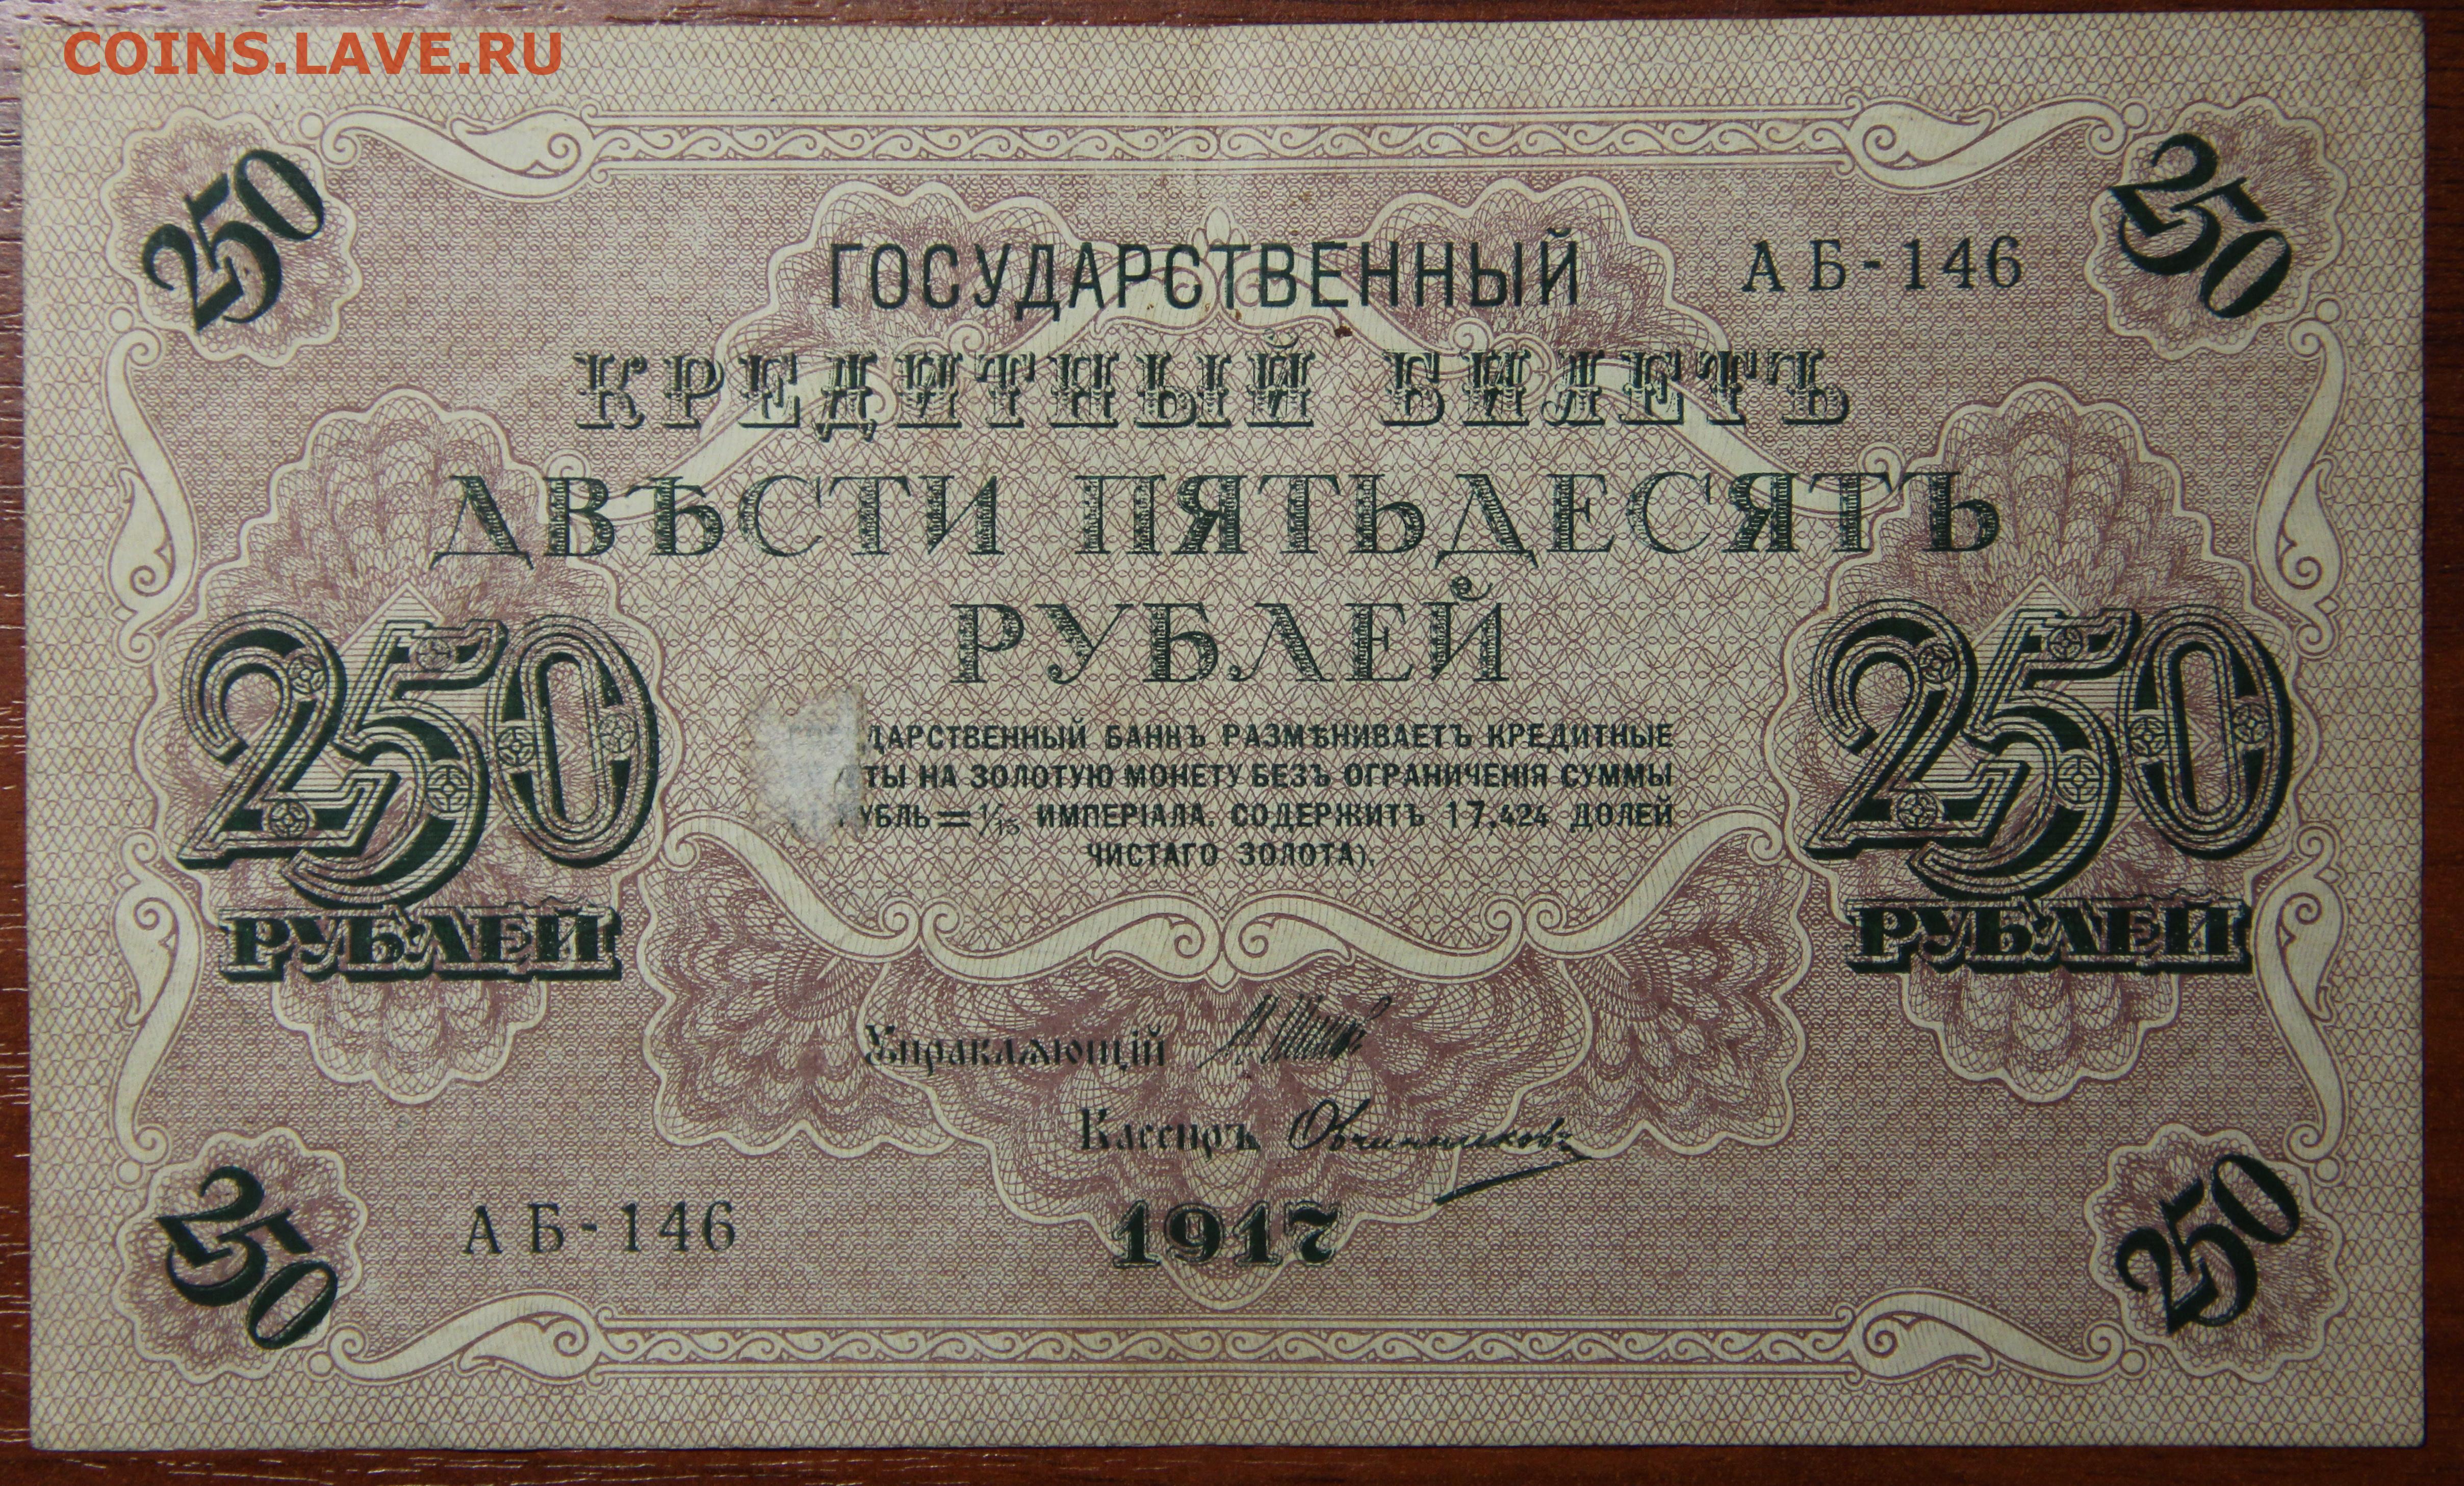 COINS.LAVE.RU
250
250
ГОСУДАРСТВЕННЫЙ
АБ-146
КРЕДИТНЫЙ БИЛЕТЪ
ДВѢСТИ ПЯТЬДЕСЯТЪ
РУБЛЕЙ
250
РУБЛЕЙ
ДАРСТВЕННЫЙ БАНКЪ РАЗМѢНИВАЕТЪ КРЕДИТНЫЕ
ТЫ НА ЗОЛОТУЮ МОНЕТУ БЕЗЪ ОГРАНИЧЕНІЯ СУММЫ
УБЛЬ = 1/15 ИМПЕРІАЛА, СОДЕРЖИТЪ 17,424 ДОЛЕЙ
ЧИСТАГО ЗОЛОТА).
250
РУБЛЕЙ
Управляющій
Кассиръ Овчинниковъ
АБ-146
1917
250
250